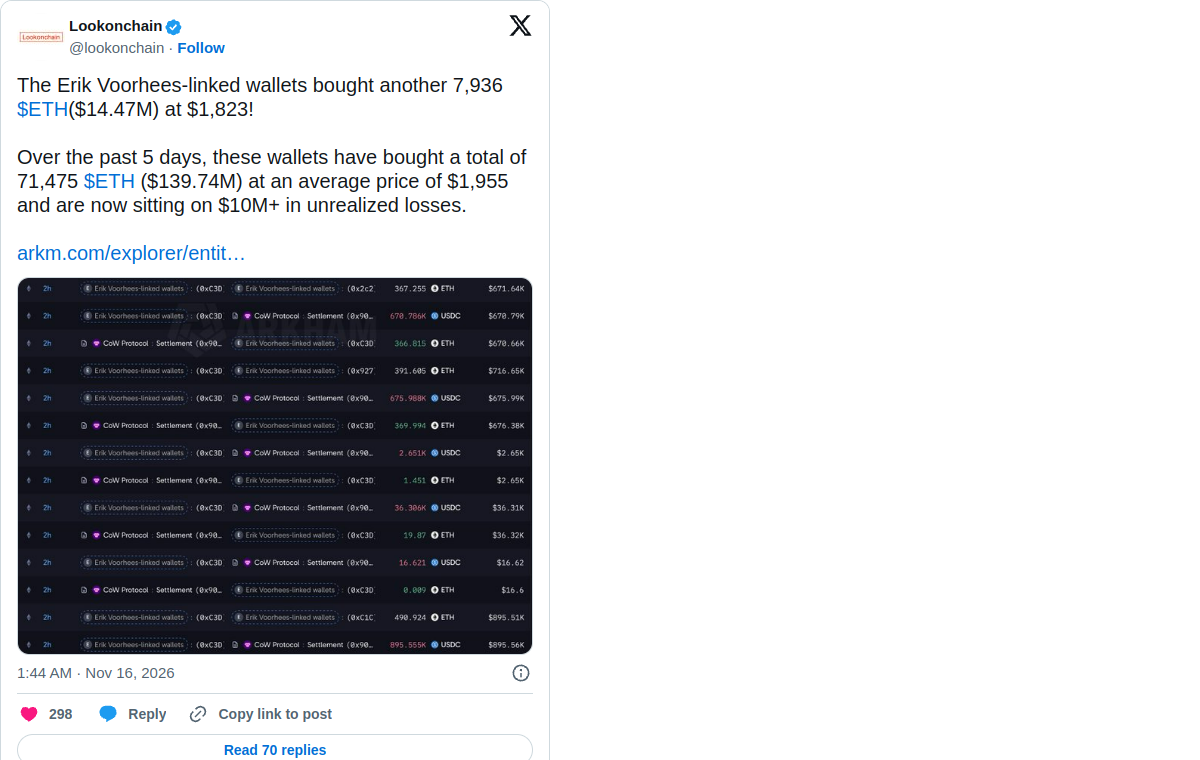 Lookonchain
Lookonchain
@lookonchain · Follow
The Erik Voorhees-linked wallets bought another 7,936
$ETH($14.47M) at $1,823!
Over the past 5 days, these wallets have bought a total of
71,475 $ETH ($139.74M) at an average price of $1,955
and are now sitting on $10M+ in unrealized losses.
arkm.com/explorer/entit…
ARKHAM
2h E Erik Voorhees-linked wallets : (0xC3D E Erik Voorhees-linked wallets : (0x2c2 367.255 ETH $671.64K
2h E Erik Voorhees-linked wallets : (0xC3D CoW Protocol : Settlement (0x90… 670.786K USDC $670.79K
2h CoW Protocol : Settlement (0x90… E Erik Voorhees-linked wallets : (0xC3D 366.815 ETH $670.66K
2h E Erik Voorhees-linked wallets : (0xC3D E Erik Voorhees-linked wallets : (0x927 391.605 ETH $716.65K
2h E Erik Voorhees-linked wallets : (0xC3D CoW Protocol : Settlement (0x90… 675.988K USDC $675.99K
2h CoW Protocol : Settlement (0x90… E Erik Voorhees-linked wallets : (0xC3D 369.994 ETH $676.38K
2h E Erik Voorhees-linked wallets : (0xC3D CoW Protocol : Settlement (0x90… 2.651K USDC $2.65K
2h CoW Protocol : Settlement (0x90… E Erik Voorhees-linked wallets : (0xC3D 1.451 ETH $2.65K
2h E Erik Voorhees-linked wallets : (0xC3D CoW Protocol : Settlement (0x90… 36.306K USDC $36.31K
2h CoW Protocol : Settlement (0x90… E Erik Voorhees-linked wallets : (0xC3D 19.87 ETH $36.32K
2h E Erik Voorhees-linked wallets : (0xC3D CoW Protocol : Settlement (0x90… 16.621 USDC $16.62
2h CoW Protocol : Settlement (0x90… E Erik Voorhees-linked wallets : (0xC3D 0.009 ETH $16.6
2h E Erik Voorhees-linked wallets : (0xC3D E Erik Voorhees-linked wallets : (0xC1C 490.924 ETH $895.51K
2h E Erik Voorhees-linked wallets : (0xC3D CoW Protocol : Settlement (0x90… 895.555K USDC $895.56K
1:44 AM · Nov 16, 2026
298 Reply Copy link to post
Read 70 replies